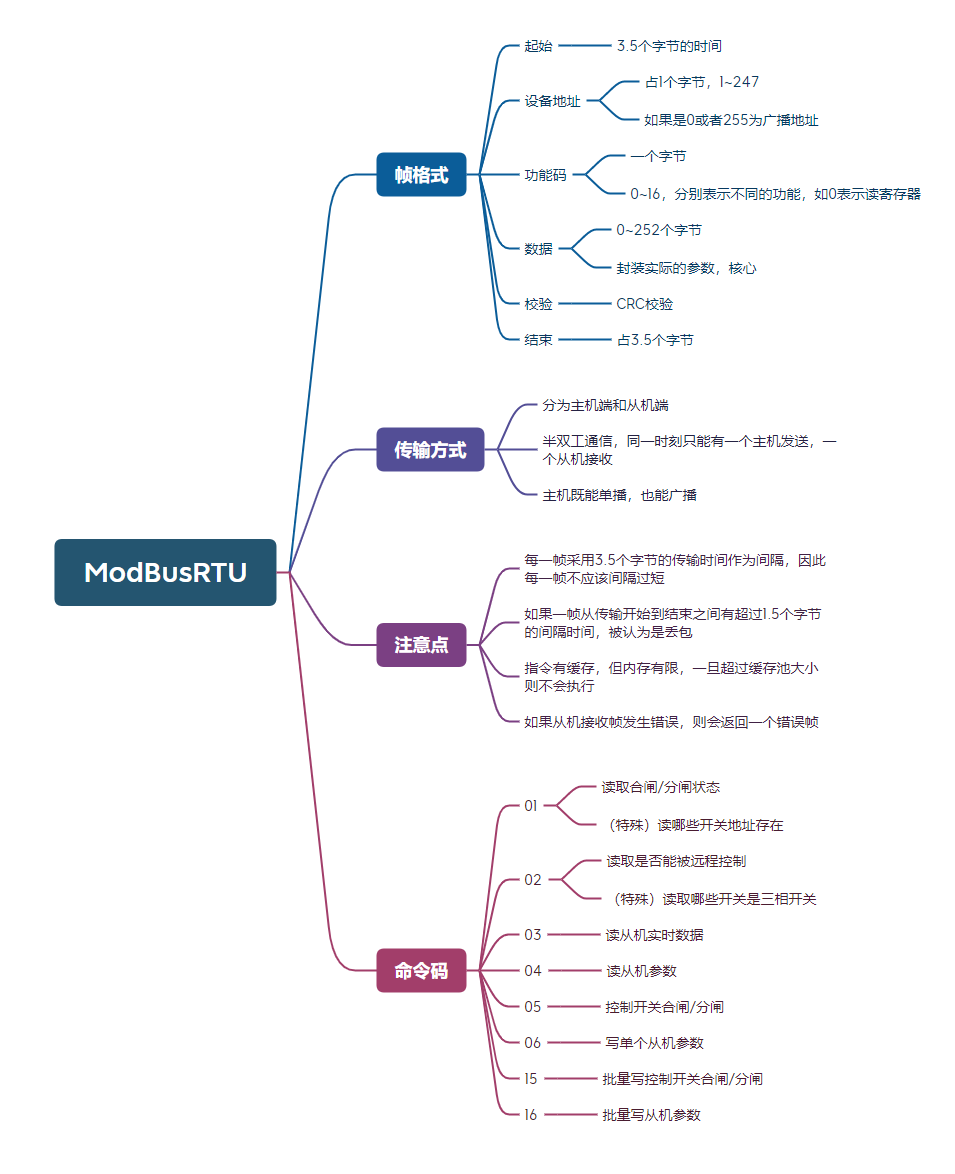 ModBusRTU
帧格式
起始
3.5个字节的时间
设备地址
占1个字节，1~247
如果是0或者255为广播地址
功能码
一个字节
0~16，分别表示不同的功能，如0表示读寄存器
数据
0~252个字节
封装实际的参数，核心
校验
CRC校验
结束
占3.5个字节
传输方式
分为主机端和从机端
半双工通信，同一时刻只能有一个主机发送，一
个从机接收
主机既能单播，也能广播
注意点
每一帧采用3.5个字节的传输时间作为间隔，因此
每一帧不应该间隔过短
如果一帧从传输开始到结束之间有超过1.5个字节
的间隔时间，被认为是丢包
指令有缓存，但内存有限，一旦超过缓存池大小
则不会执行
如果从机接收帧发生错误，则会返回一个错误帧
命令码
01
读取合闸/分闸状态
（特殊）读哪些开关地址存在
02
读取是否能被远程控制
（特殊）读取哪些开关是三相开关
03
读从机实时数据
04
读从机参数
05
控制开关合闸/分闸
06
写单个从机参数
15
批量写控制开关合闸/分闸
16
批量写从机参数